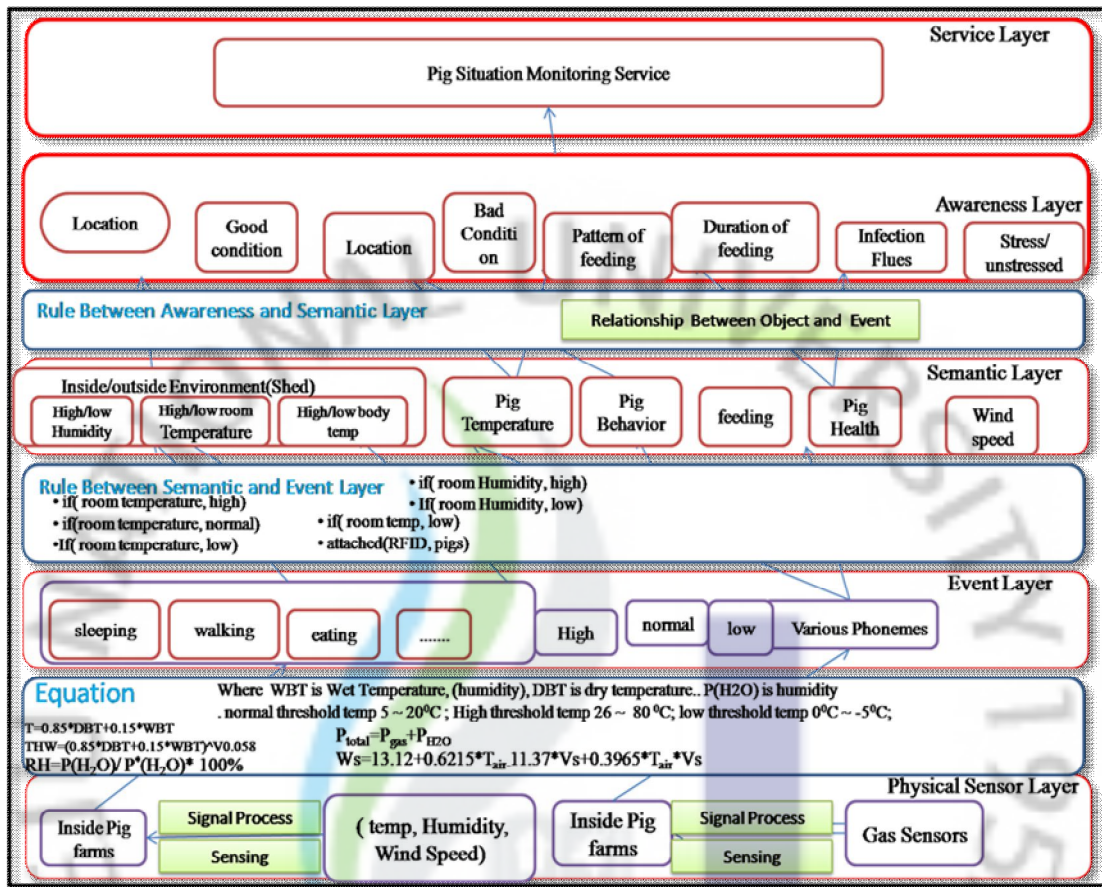 Service Layer
Pig Situation Monitoring Service
Awareness Layer
Location
Good
condition
Location
Bad
Conditi
on
Pattern of
feeding
Duration of
feeding
Infection
Flues
Stress/
unstressed
Rule Between Awareness and Semantic Layer
Relationship Between Object and Event
Semantic Layer
Inside/outside Environment(Shed)
High/low
Humidity
High/low room
Temperature
High/low body
temp
Pig
Temperature
Pig
Behavior
feeding
Pig
Health
Wind
speed
Rule Between Semantic and Event Layer
• if( room temperature, high)
• if(room temperature, normal)
•If( room temperature, low)
• if( room Humidity, high)
• If( room Humidity, low)
• if( room temp, low)
• attached(RFID, pigs)
Event Layer
sleeping
walking
eating
.......
High
normal
low
Various Phonemes
Equation
Where WBT is Wet Temperature, (humidity), DBT is dry temperature.. P(H2O) is humidity
. normal threshold temp 5 ~ 20⁰C ; High threshold temp 26 ~ 80 ⁰C; low threshold temp 0⁰C ~ -5⁰C;
T=0.85*DBT+0.15*WBT
THW=(0.85*DBT+0.15*WBT)^V0.058
RH=P(H₂O)/ P*(H₂O)* 100%
Ptotal=Pgas+PH2O
Ws=13.12+0.6215*Tair-11.37*Vs+0.3965*Tair*Vs
Physical Sensor Layer
Inside Pig
farms
Signal Process
Sensing
( temp, Humidity,
Wind Speed)
Inside Pig
farms
Signal Process
Sensing
Gas Sensors
NATIONAL UNIVERSITY 1953